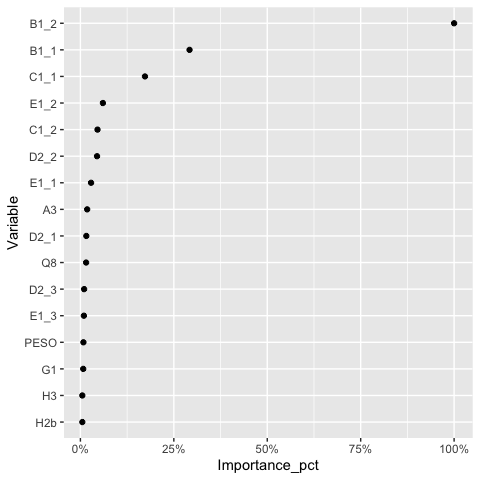 B1_2
B1_1
C1_1
E1_2
C1_2
D2_2
E1_1
A3
D2_1
Q8
D2_3
E1_3
PESO
G1
H3
H2b
Variable
0% 25% 50% 75% 100%
Importance_pct